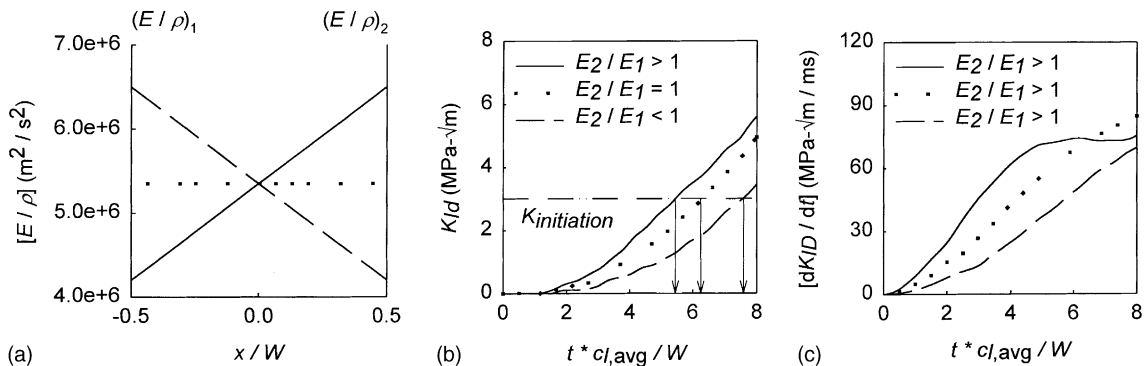 (E / ρ)1 (E / ρ)2
7.0e+6
6.0e+6
5.0e+6
4.0e+6
[E / ρ] (m2 / s2)
-0.5 0.0 0.5
x / W
(a)
8
6
4
2
0
KId (MPa-√m)
E2 / E1 > 1
E2 / E1 = 1
E2 / E1 < 1
Kinitiation
0 2 4 6 8
t * cl,avg / W
(b)
120
90
60
30
0
[dKID / dt] (MPa-√m / ms)
E2 / E1 > 1
E2 / E1 > 1
E2 / E1 > 1
0 2 4 6 8
t * cl,avg / W
(c)